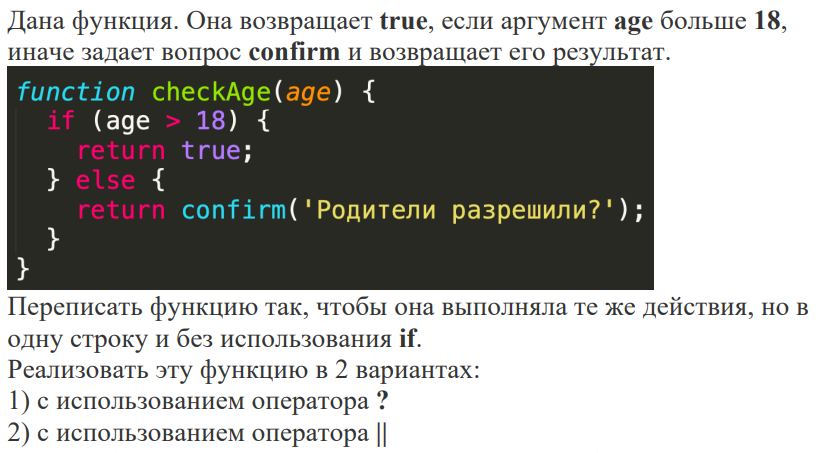 Дана функция. Она возвращает true, если аргумент age больше 18,
иначе задает вопрос confirm и возвращает его результат.
function checkAge(age) {
  if (age > 18) {
    return true;
  } else {
    return confirm('Родители разрешили?');
  }
}
Переписать функцию так, чтобы она выполняла те же действия, но в
одну строку и без использования if.
Реализовать эту функцию в 2 вариантах:
1) с использованием оператора ?
2) с использованием оператора ||